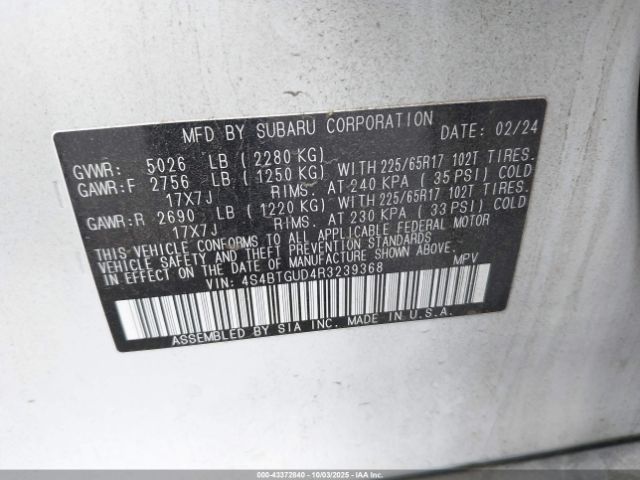 MFD BY SUBARU CORPORATION DATE: 02/24
GVWR: 5026 LB (2280 KG)
GAWR:F 2756 LB (1250 KG) WITH 225/65R17 102T TIRES.
17X7J RIMS. AT 240 KPA ( 35 PSI) COLD
GAWR:R 2690 LB (1220 KG) WITH 225/65R17 102T TIRES.
17X7J RIMS. AT 230 KPA ( 33 PSI) COLD
THIS VEHICLE CONFORMS TO ALL APPLICABLE FEDERAL MOTOR
VEHICLE SAFETY AND THEFT PREVENTION STANDARDS
IN EFFECT ON THE DATE OF MANUFACTURE SHOWN ABOVE.
VIN: 4S4BTGUD4R3239368 MPV
ASSEMBLED BY SIA INC. MADE IN U.S.A.
000-43372640 - 10/03/2025 - IAAI.COM